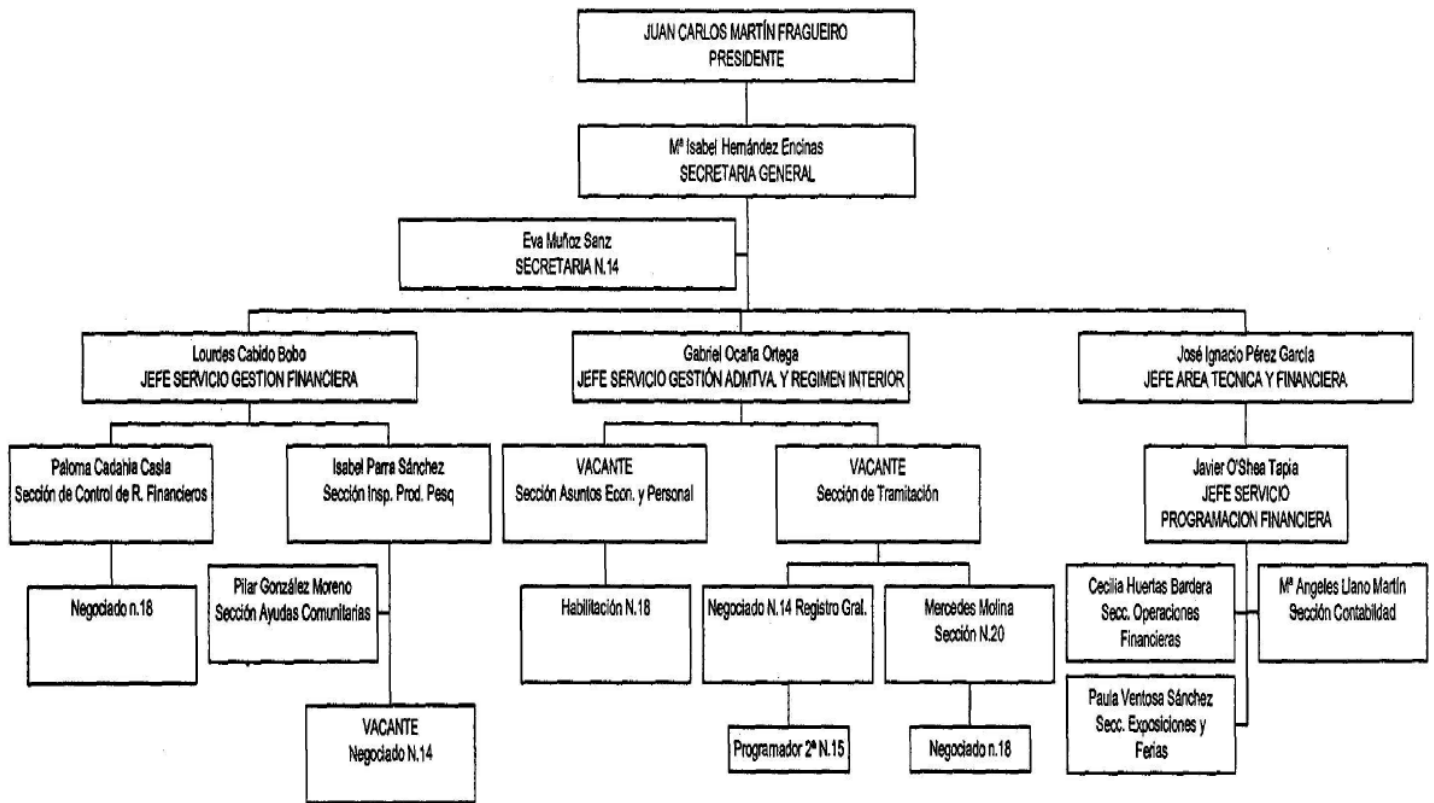 JUAN CARLOS MARTÍN FRAGUEIRO
PRESIDENTE
Mª Isabel Hernández Encinas
SECRETARIA GENERAL
Eva Muñoz Sanz
SECRETARIA N.14
Lourdes Cabido Bobo
JEFE SERVICIO GESTION FINANCIERA
Gabriel Ocaña Ortega
JEFE SERVICIO GESTIÓN ADMTVA. Y REGIMEN INTERIOR
José Ignacio Pérez García
JEFE AREA TECNICA Y FINANCIERA
Paloma Cadahia Casla
Sección de Control de R. Financieros
Isabel Parra Sánchez
Sección Insp. Prod. Pesq
VACANTE
Sección Asuntos Econ. y Personal
VACANTE
Sección de Tramitación
Javier O'Shea Tapia
JEFE SERVICIO
PROGRAMACION FINANCIERA
Negociado n.18
Pilar González Moreno
Sección Ayudas Comunitarias
Habilitación N.18
Negociado N.14 Registro Gral.
Mercedes Molina
Sección N.20
Cecilia Huertas Bardera
Secc. Operaciones
Financieras
Mª Angeles Llano Martín
Sección Contabildad
VACANTE
Negociado N.14
Programador 2ª N.15
Negociado n.18
Paula Ventosa Sánchez
Secc. Exposiciones y
Ferias